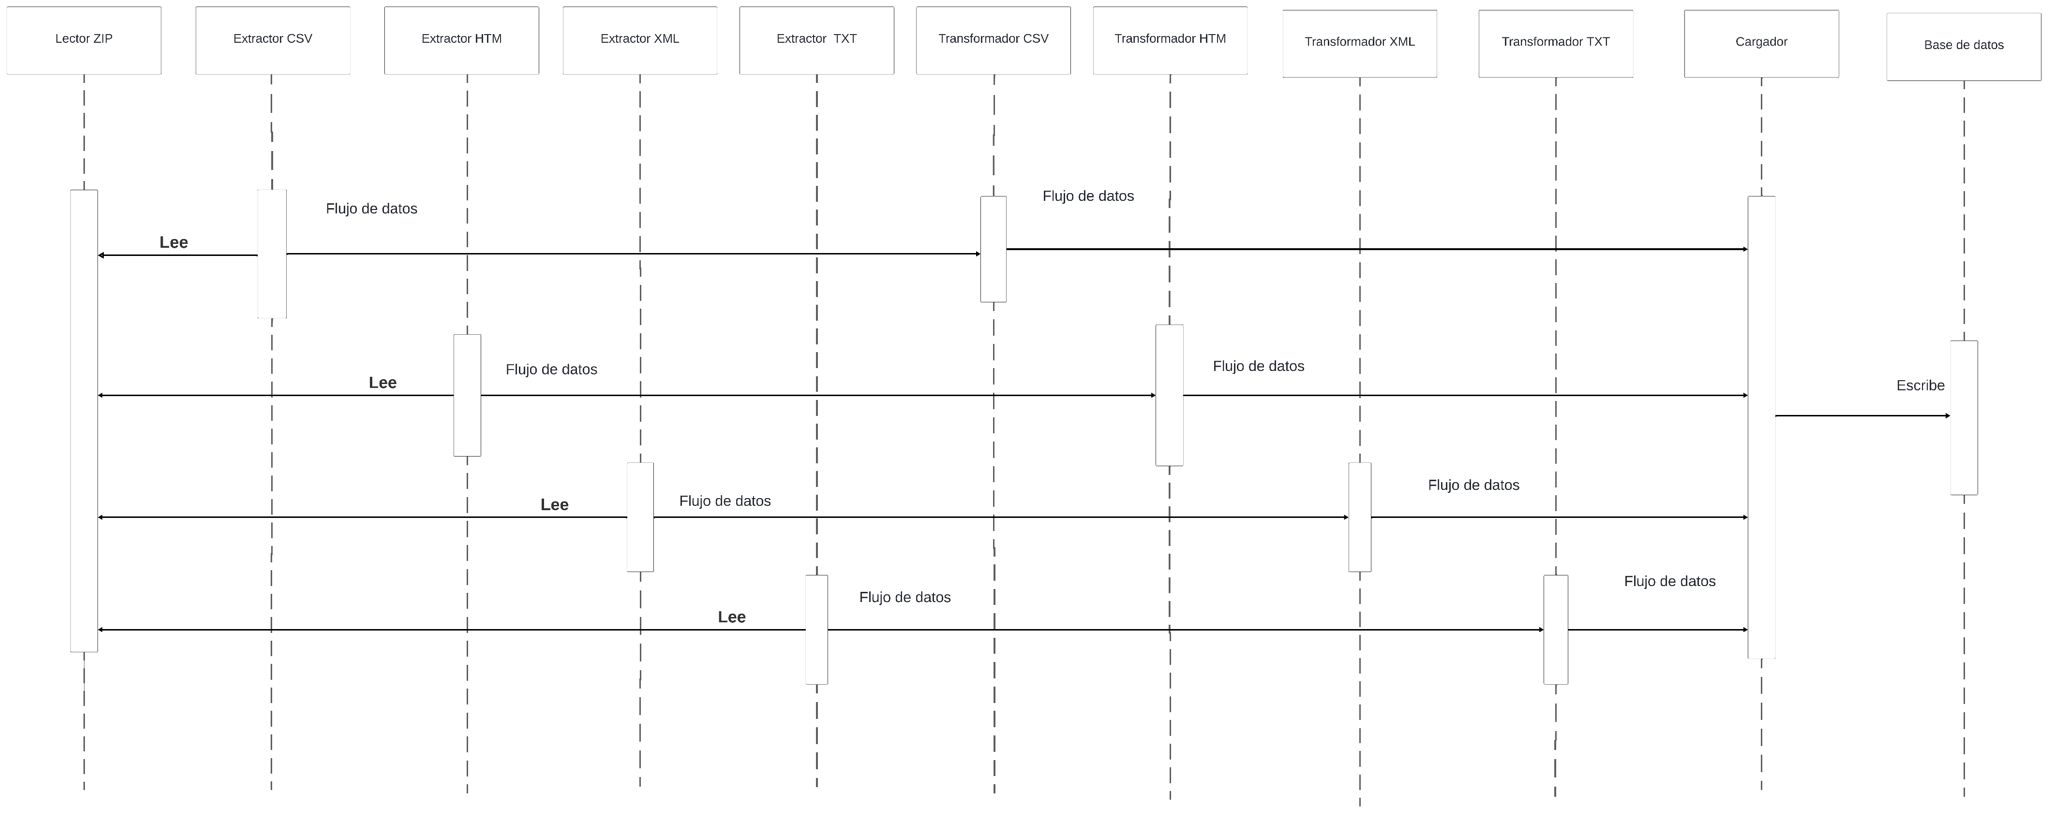 Lector ZIP
Extractor CSV
Extractor HTM
Extractor XML
Extractor  TXT
Transformador CSV
Transformador HTM
Transformador XML
Transformador TXT
Cargador
Base de datos
Flujo de datos
Flujo de datos
Lee
Flujo de datos
Flujo de datos
Lee
Escribe
Flujo de datos
Flujo de datos
Lee
Flujo de datos
Flujo de datos
Lee